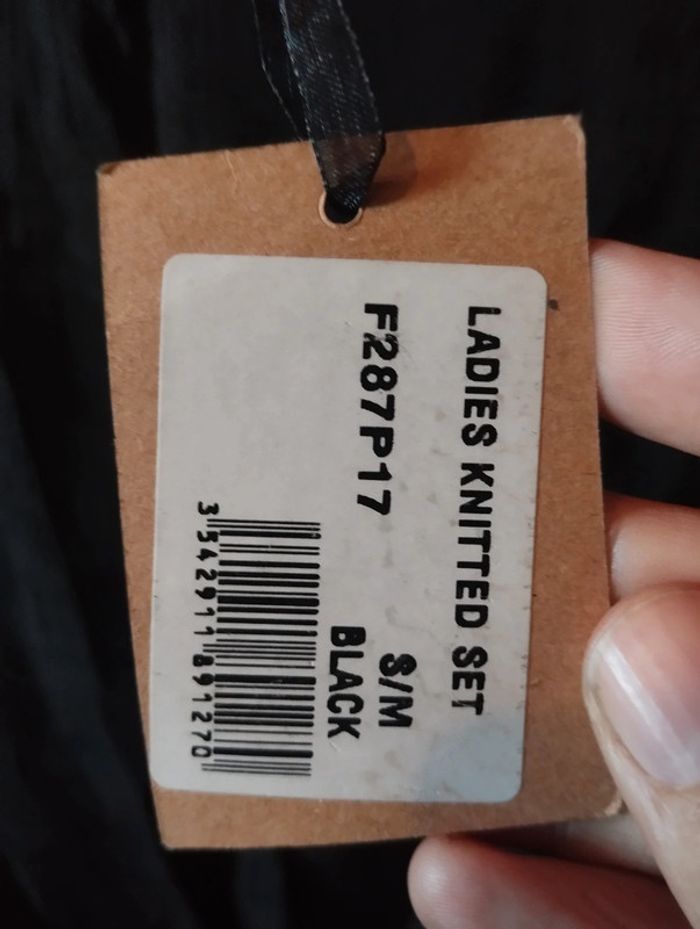 LADIES KNITTED SET
F287P17
S/M
BLACK
3 542911 891270